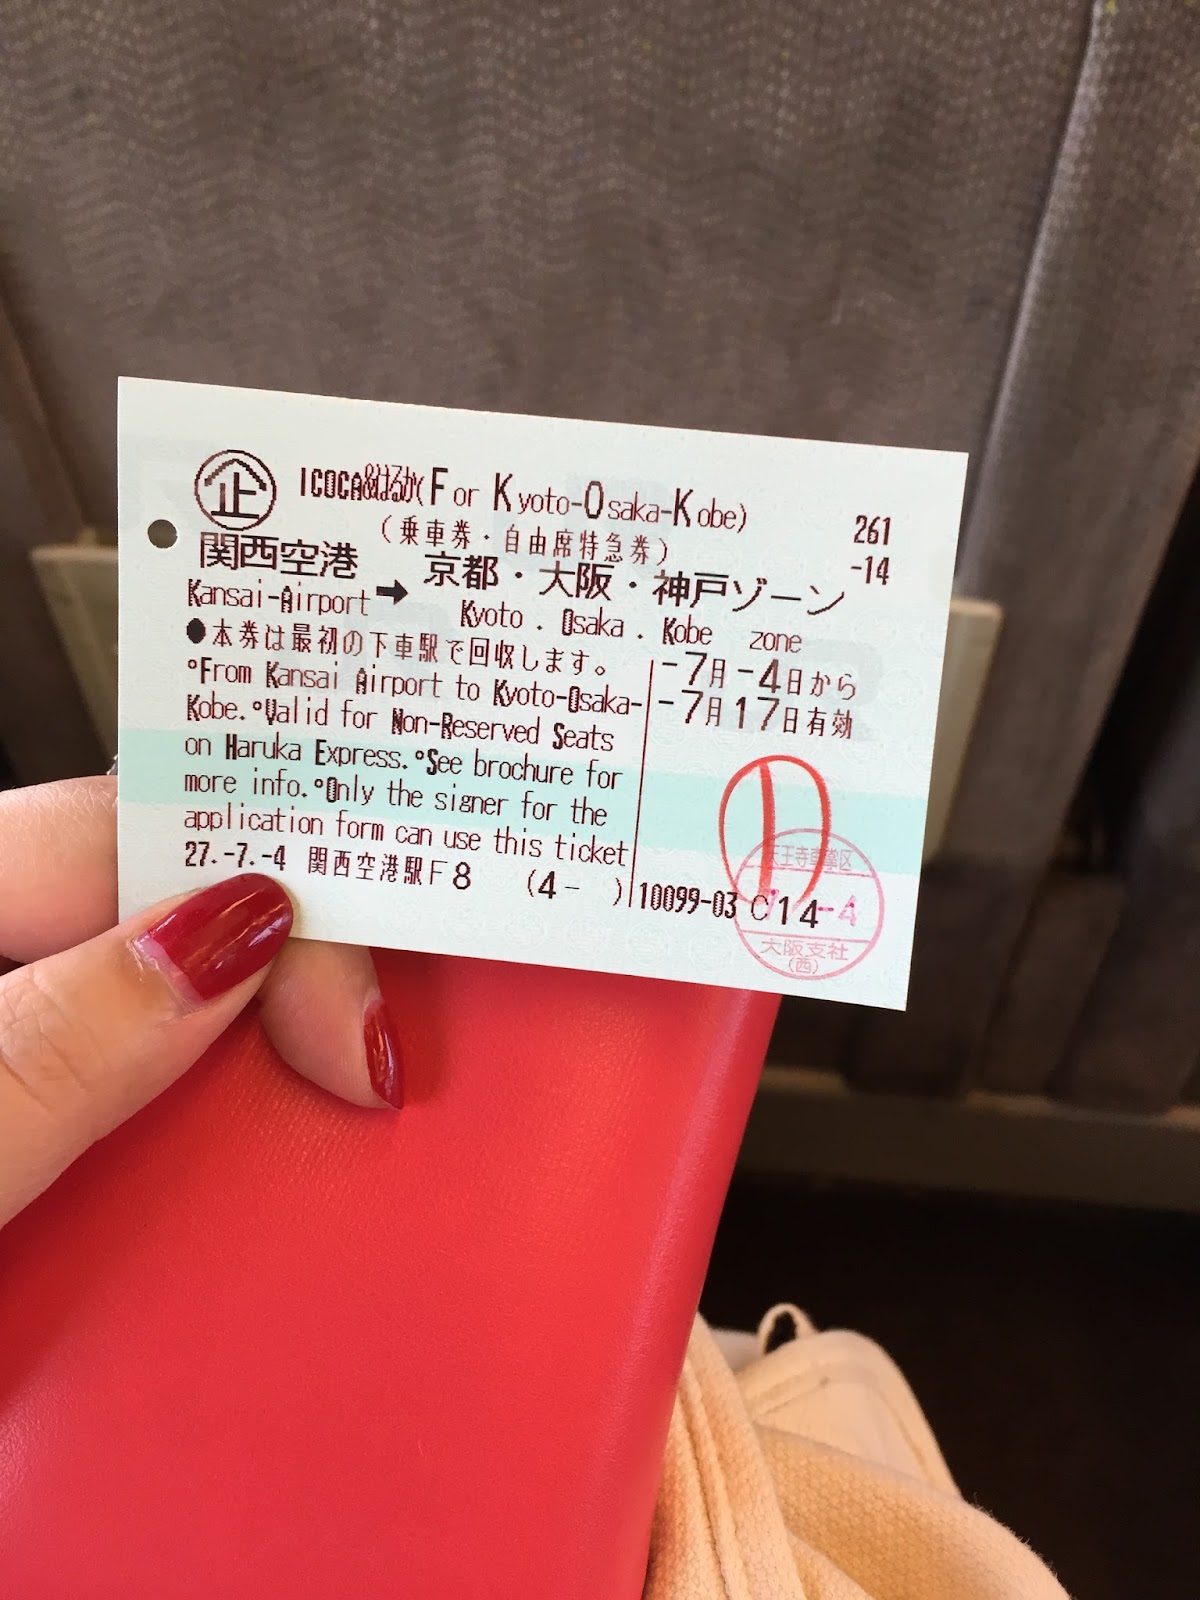 企 ICOCA&はるか(For Kyoto-Osaka-Kobe)
(乗車券・自由席特急券)
261
-14
関西空港 → 京都・大阪・神戸ゾーン
Kansai-Airport Kyoto . Osaka . Kobe zone
●本券は最初の下車駅で回収します。
°From Kansai Airport to Kyoto-Osaka-
Kobe.°Valid for Non-Reserved Seats
on Haruka Express.°See brochure for
more info.°Only the signer for the
application form can use this ticket
-7月-4日から
-7月17日有効
27.-7.-4 関西空港駅F8 (4- ) 10099-03 C14
天王寺車掌区
-4
大阪支社
(西)